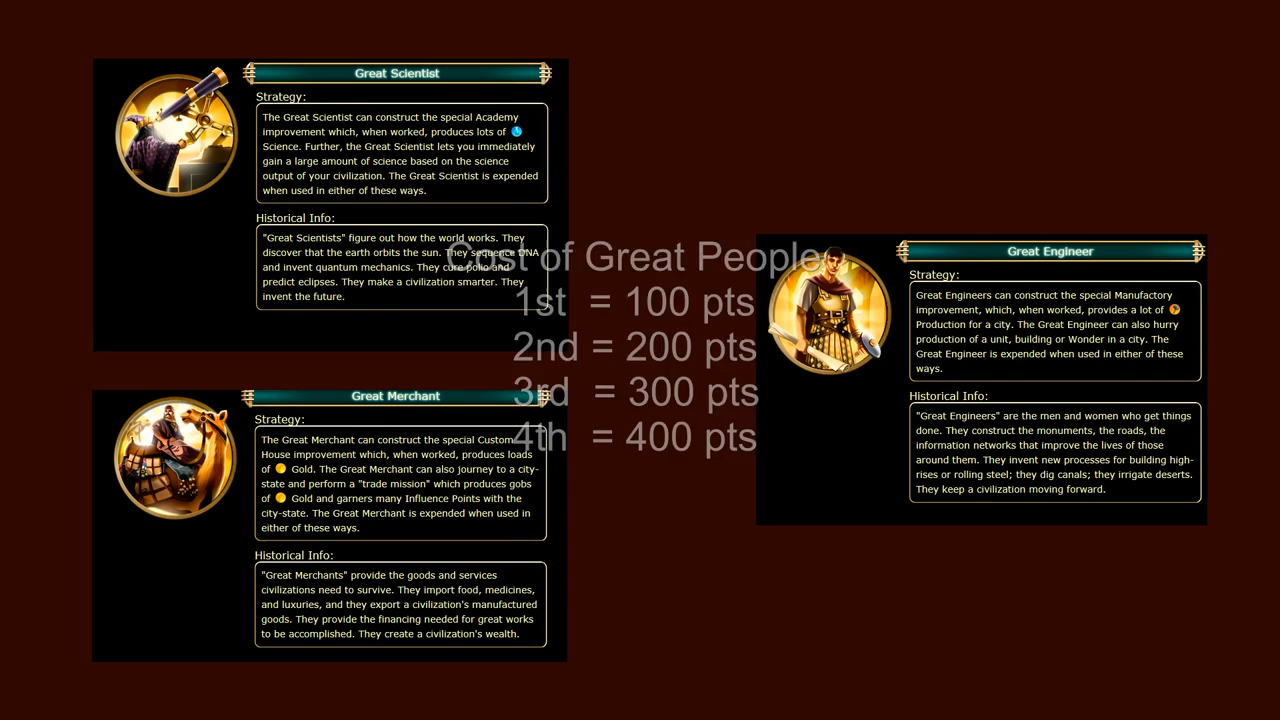 Great Scientist
Strategy:
The Great Scientist can construct the special Academy
improvement which, when worked, produces lots of
Science. Further, the Great Scientist lets you immediately
gain a large amount of science based on the science
output of your civilization. The Great Scientist is expended
when used in either of these ways.
Historical Info:
"Great Scientists" figure out how the world works. They
discover that the earth orbits the sun. They sequence DNA
and invent quantum mechanics. They cure polio and
predict eclipses. They make a civilization smarter. They
invent the future.
Great Merchant
Strategy:
The Great Merchant can construct the special Custom
House improvement which, when worked, produces loads
of Gold. The Great Merchant can also journey to a city-
state and perform a "trade mission" which produces gobs
of Gold and garners many Influence Points with the
city-state. The Great Merchant is expended when used in
either of these ways.
Historical Info:
"Great Merchants" provide the goods and services
civilizations need to survive. They import food, medicines,
and luxuries, and they export a civilization's manufactured
goods. They provide the financing needed for great works
to be accomplished. They create a civilization's wealth.
Cost of Great People
1st = 100 pts
2nd = 200 pts
3rd = 300 pts
4th = 400 pts
Great Engineer
Strategy:
Great Engineers can construct the special Manufactory
improvement, which, when worked, provides a lot of
Production for a city. The Great Engineer can also hurry
production of a unit, building or Wonder in a city. The
Great Engineer is expended when used in either of these
ways.
Historical Info:
"Great Engineers" are the men and women who get things
done. They construct the monuments, the roads, the
information networks that improve the lives of those
around them. They invent new processes for building high-
rises or rolling steel; they dig canals; they irrigate deserts.
They keep a civilization moving forward.